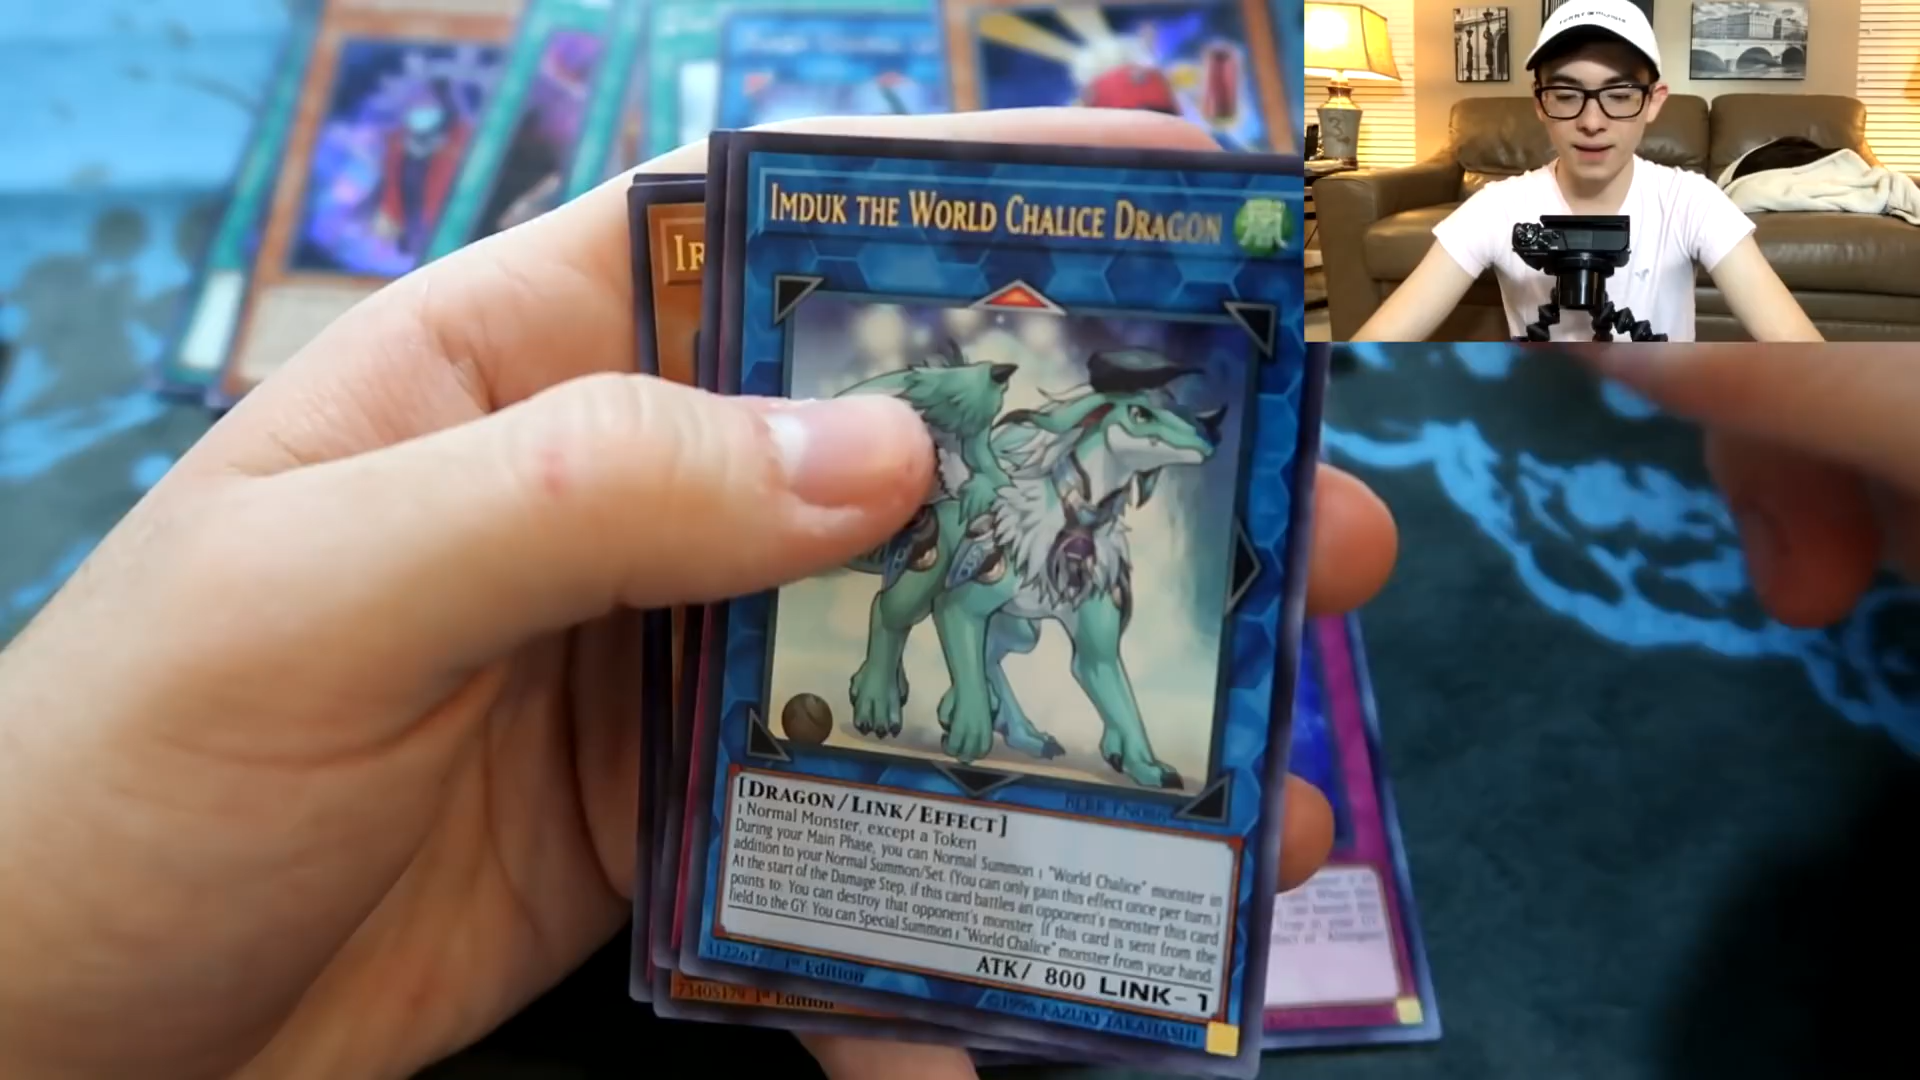 IMDUK THE WORLD CHALICE DRAGON
風
IR
[DRAGON/LINK/EFFECT]
1 Normal Monster, except a Token
During your Main Phase, you can Normal Summon 1 "World Chalice" monster in
addition to your Normal Summon/Set. (You can only gain this effect once per turn.)
At the start of the Damage Step, if this card battles an opponent's monster this card
points to: You can destroy that opponent's monster. If this card is sent from the
field to the GY: You can Special Summon 1 "World Chalice" monster from your hand.
ATK/ 800 LINK-1
1st Edition
©1996 KAZUKI TAKAHASHI
73405179 1st Edition